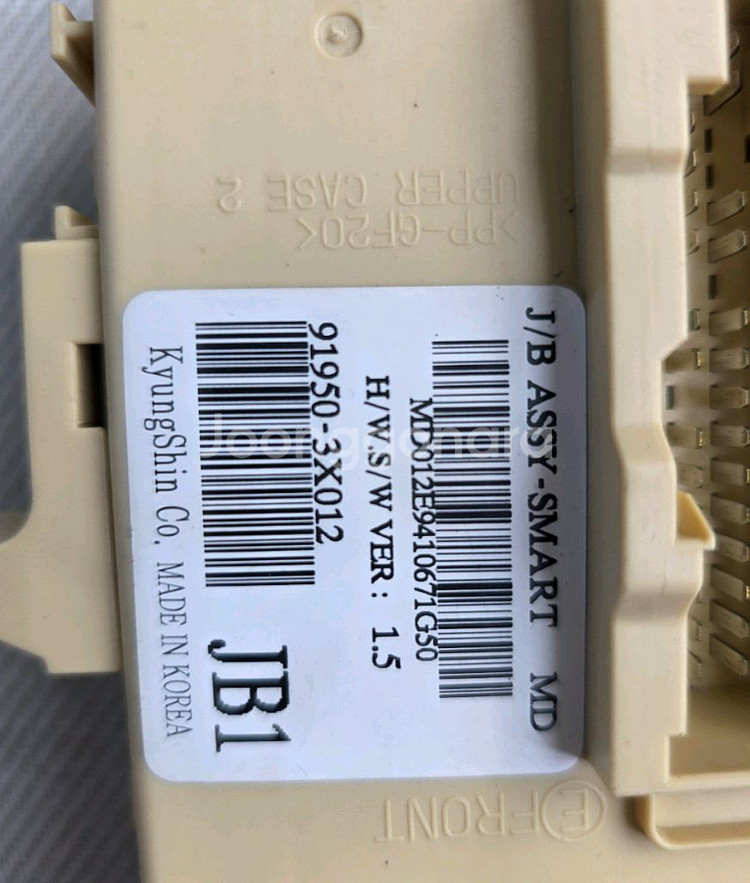 J/B ASSY-SMART MD
MD012E9410671G50
H/W.S/W VER : 1.5
91950-3X012
JB1
KyungShin Co. MADE IN KOREA
UPPER CASE 2
>PP-GF20<
E FRONT
Joongonara